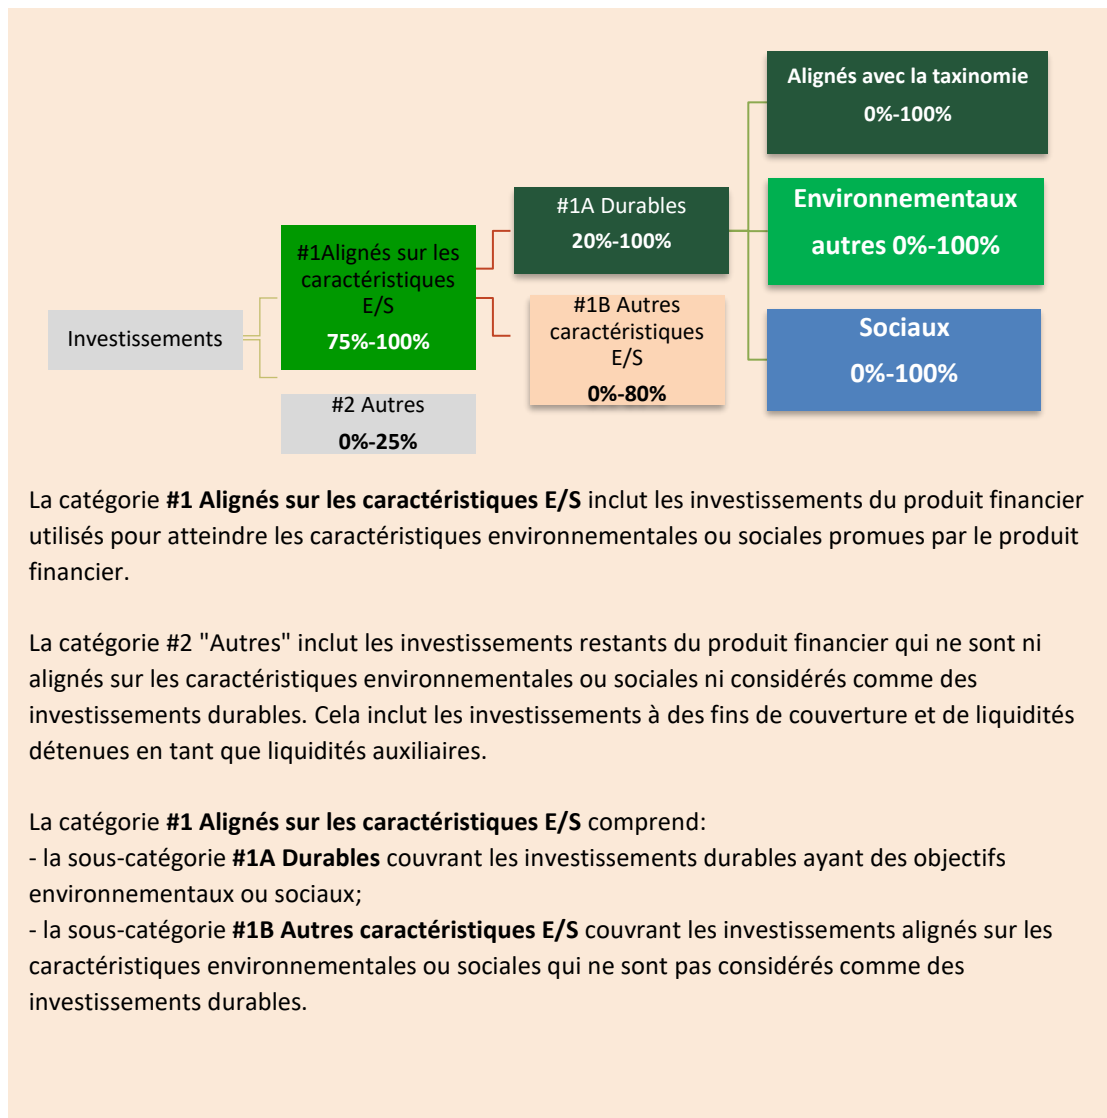 Alignés avec la taxinomie
0%-100%
#1A Durables
20%-100%
Environnementaux
autres 0%-100%
#1Alignés sur les
caractéristiques
E/S
75%-100%
Investissements
#1B Autres
caractéristiques
E/S
0%-80%
Sociaux
0%-100%
#2 Autres
0%-25%
La catégorie #1 Alignés sur les caractéristiques E/S inclut les investissements du produit financier
utilisés pour atteindre les caractéristiques environnementales ou sociales promues par le produit
financier.
La catégorie #2 "Autres" inclut les investissements restants du produit financier qui ne sont ni
alignés sur les caractéristiques environnementales ou sociales ni considérés comme des
investissements durables. Cela inclut les investissements à des fins de couverture et de liquidités
détenues en tant que liquidités auxiliaires.
La catégorie #1 Alignés sur les caractéristiques E/S comprend:
- la sous-catégorie #1A Durables couvrant les investissements durables ayant des objectifs
environnementaux ou sociaux;
- la sous-catégorie #1B Autres caractéristiques E/S couvrant les investissements alignés sur les
caractéristiques environnementales ou sociales qui ne sont pas considérés comme des
investissements durables.